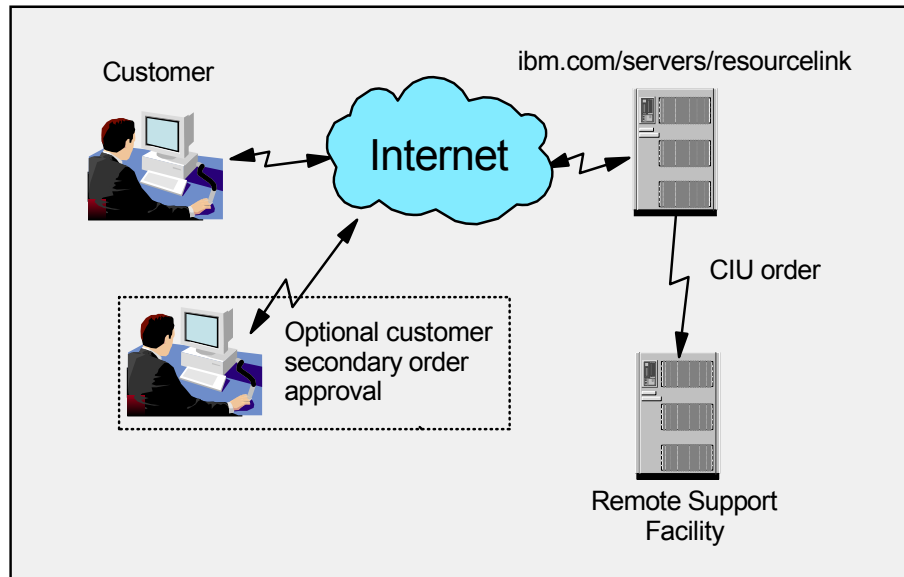 Customer
ibm.com/servers/resourcelink
Internet
CIU order
Optional customer
secondary order
approval
Remote Support
Facility